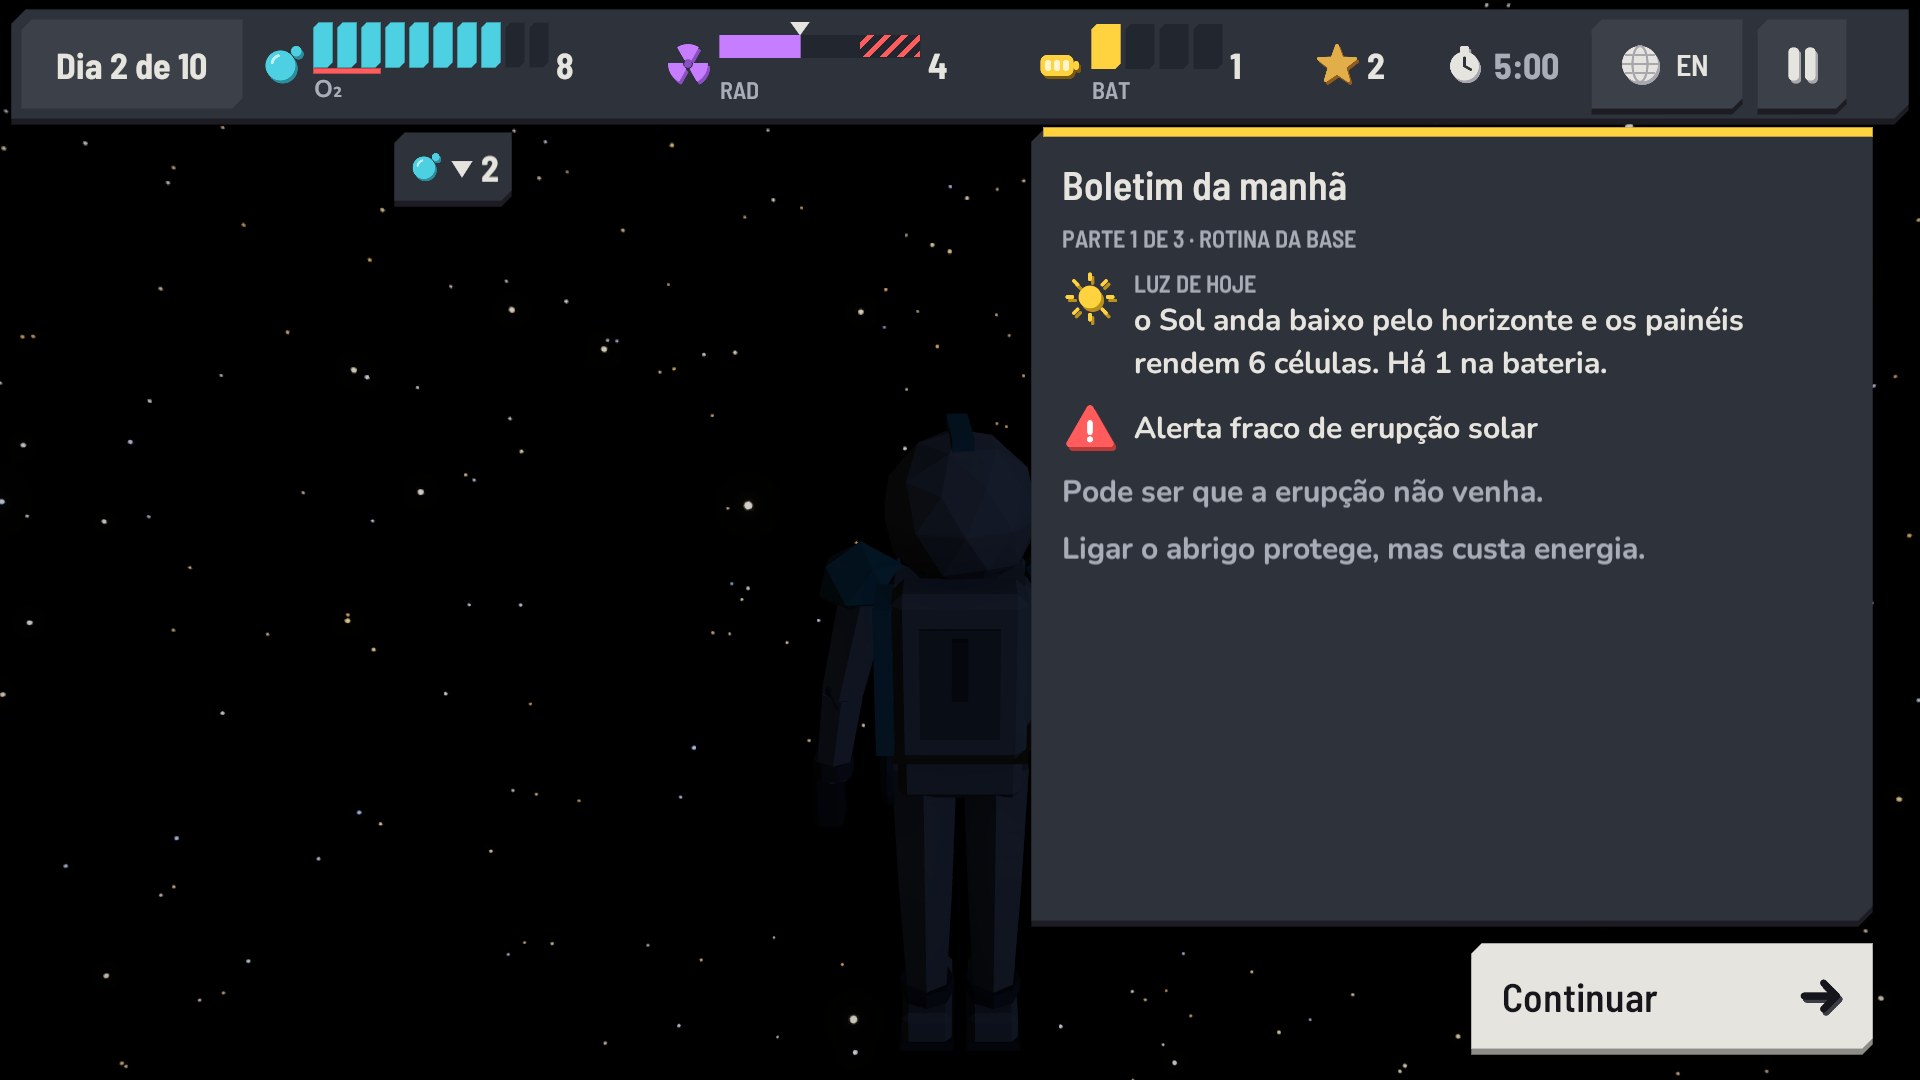 Dia 2 de 10
8
O₂
RAD
4
BAT
1
2
5:00
EN
2
Boletim da manhã
PARTE 1 DE 3 · ROTINA DA BASE
LUZ DE HOJE
o Sol anda baixo pelo horizonte e os painéis
rendem 6 células. Há 1 na bateria.
Alerta fraco de erupção solar
Pode ser que a erupção não venha.
Ligar o abrigo protege, mas custa energia.
Continuar